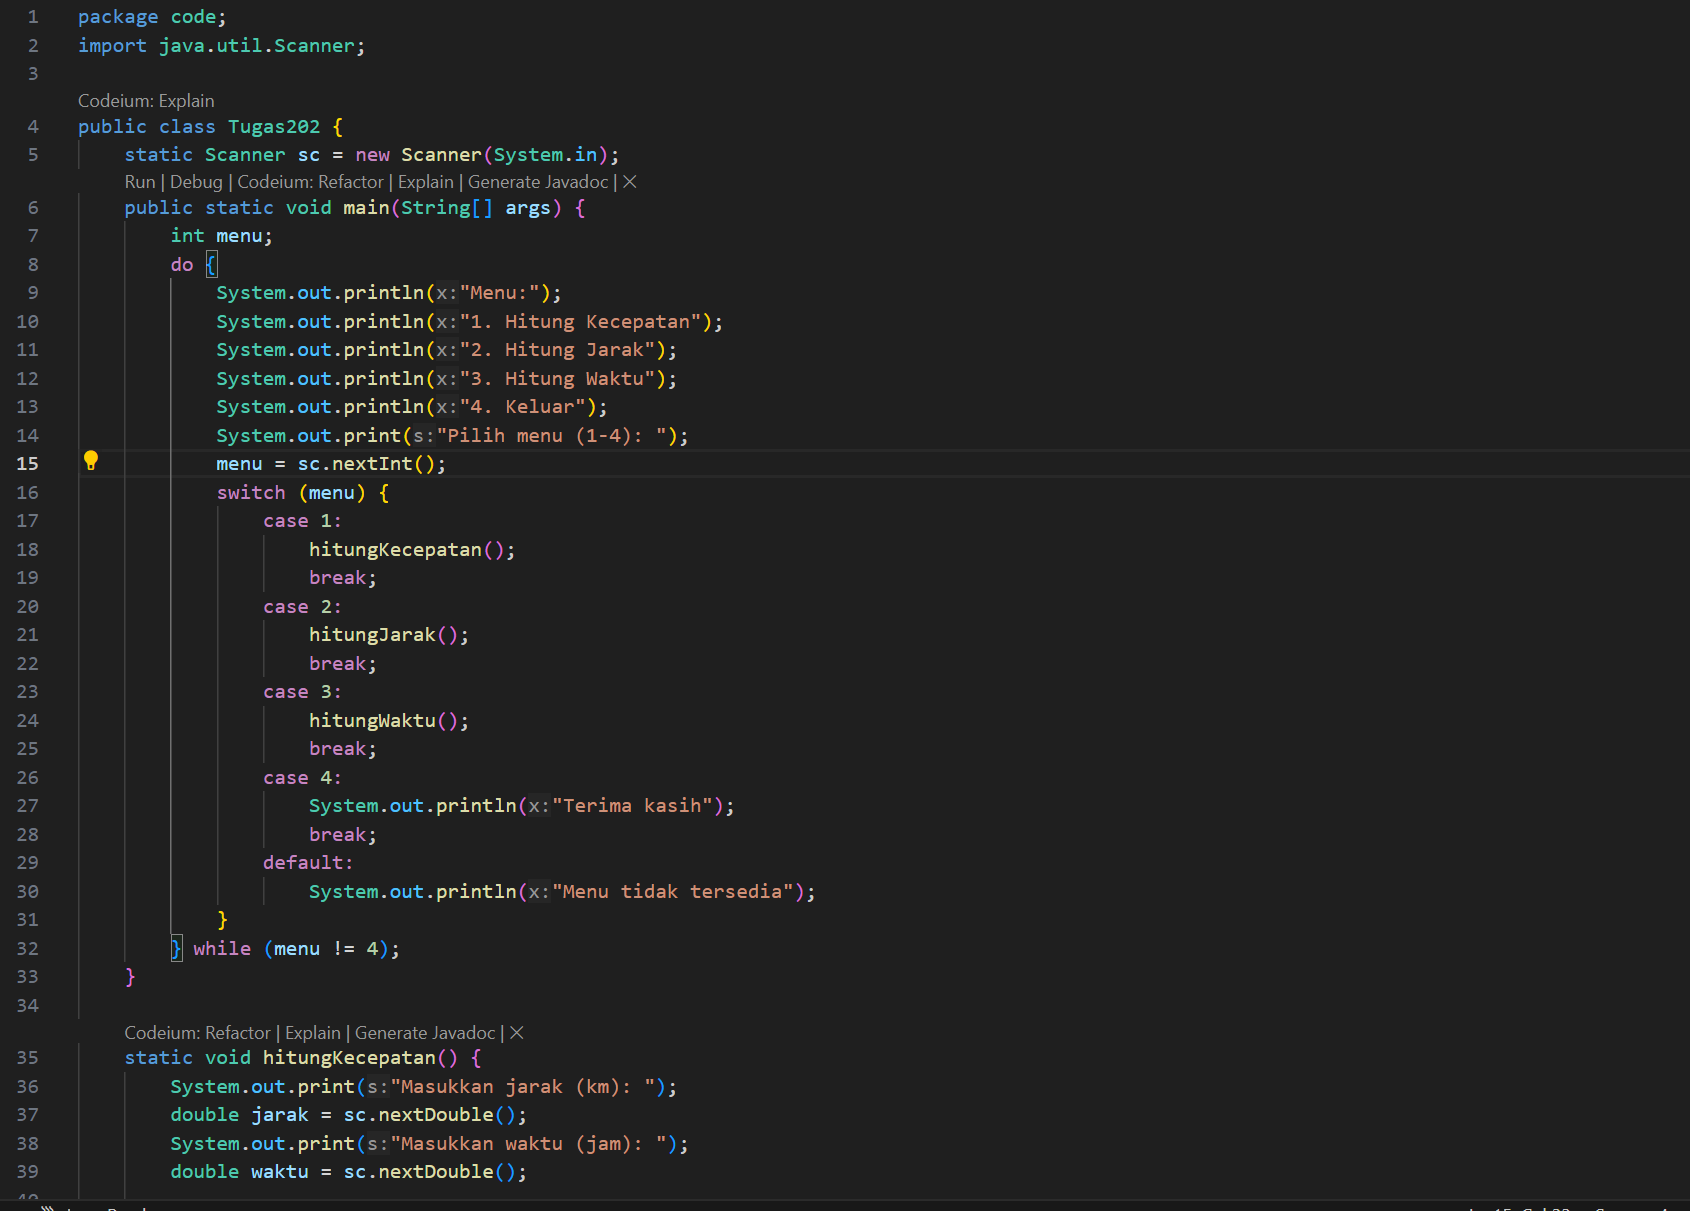 1 package code;
2 import java.util.Scanner;
3
Codeium: Explain
4 public class Tugas202 {
5     static Scanner sc = new Scanner(System.in);
Run | Debug | Codeium: Refactor | Explain | Generate Javadoc | ×
6     public static void main(String[] args) {
7         int menu;
8         do {
9             System.out.println(x:"Menu:");
10             System.out.println(x:"1. Hitung Kecepatan");
11             System.out.println(x:"2. Hitung Jarak");
12             System.out.println(x:"3. Hitung Waktu");
13             System.out.println(x:"4. Keluar");
14             System.out.print(s:"Pilih menu (1-4): ");
15             menu = sc.nextInt();
16             switch (menu) {
17                 case 1:
18                     hitungKecepatan();
19                     break;
20                 case 2:
21                     hitungJarak();
22                     break;
23                 case 3:
24                     hitungWaktu();
25                     break;
26                 case 4:
27                     System.out.println(x:"Terima kasih");
28                     break;
29                 default:
30                     System.out.println(x:"Menu tidak tersedia");
31             }
32         } while (menu != 4);
33     }
34
Codeium: Refactor | Explain | Generate Javadoc | ×
35     static void hitungKecepatan() {
36         System.out.print(s:"Masukkan jarak (km): ");
37         double jarak = sc.nextDouble();
38         System.out.print(s:"Masukkan waktu (jam): ");
39         double waktu = sc.nextDouble();